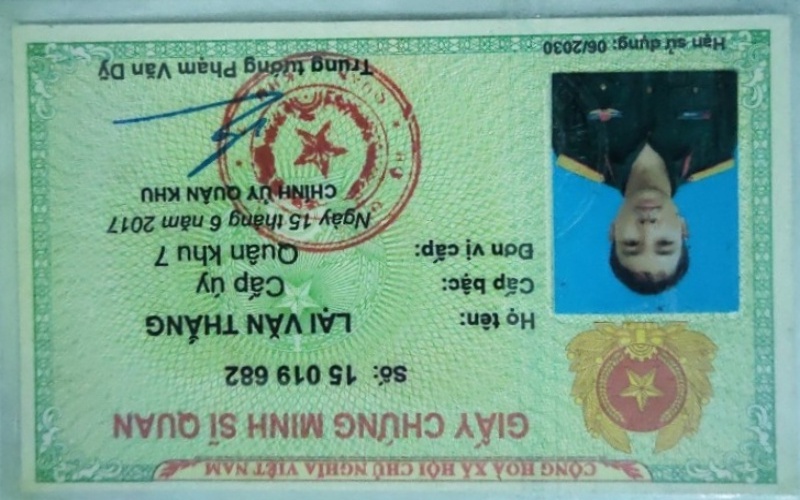 CỘNG HOÀ XÃ HỘI CHỦ NGHĨA VIỆT NAM
GIẤY CHỨNG MINH SĨ QUAN
Số: 15 019 682
Họ tên: LẠI VĂN THẮNG
Cấp bậc: Cấp úy
Đơn vị cấp: Quân khu 7
Ngày 15 tháng 6 năm 2017
CHÍNH ỦY QUÂN KHU
Trung tướng Phạm Văn Dỹ
Hạn sử dụng: 06/2030